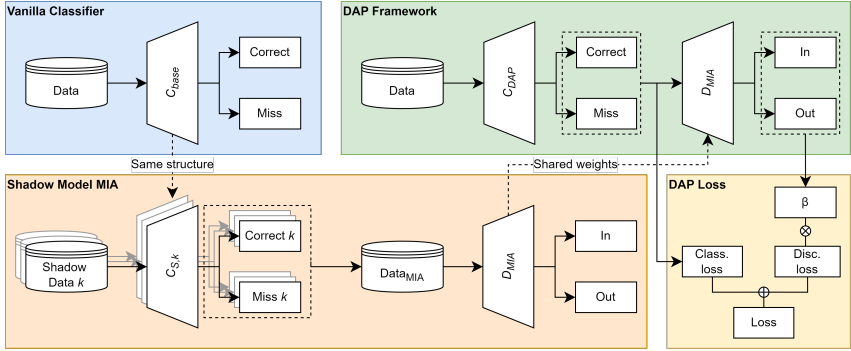 Vanilla Classifier
Data
C_base
Correct
Miss
DAP Framework
Data
C_DAP
Correct
Miss
D_MIA
In
Out
Same structure
Shared weights
Shadow Model MIA
Shadow
Data k
C_S,k
Correct k
Miss k
Data_MIA
D_MIA
In
Out
DAP Loss
β
⊗
Class.
loss
Disc.
loss
⊕
Loss